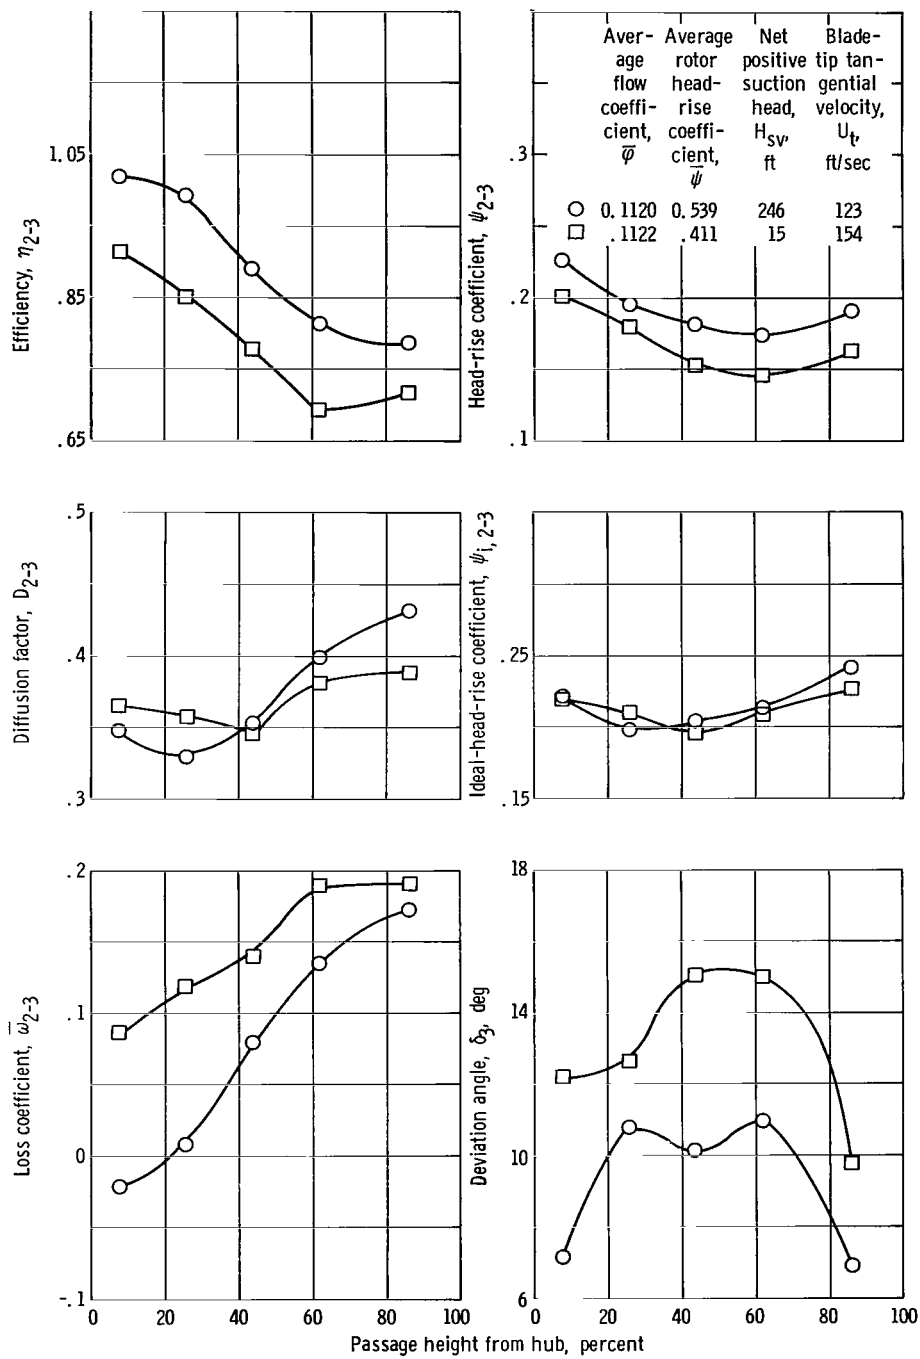 Efficiency, η2-3
1.05
.85
.65
Head-rise coefficient, ψ2-3
.3
.2
.1
Aver- Average Net Blade-
age rotor positive tip tan-
flow head- suction gential
coeffi- rise head, velocity,
cient, coeffi- Hsv, Ut,
φ̅ cient, ft ft/sec
ψ̅
0.1120 0.539 246 123
.1122 .411 15 154
Diffusion factor, D2-3
.5
.4
.3
Ideal-head-rise coefficient, ψi, 2-3
.25
.15
Loss coefficient, ω̅2-3
.2
.1
0
-.1
0 20 40 60 80 100
Deviation angle, δ3, deg
18
14
10
6
0 20 40 60 80 100
Passage height from hub, percent